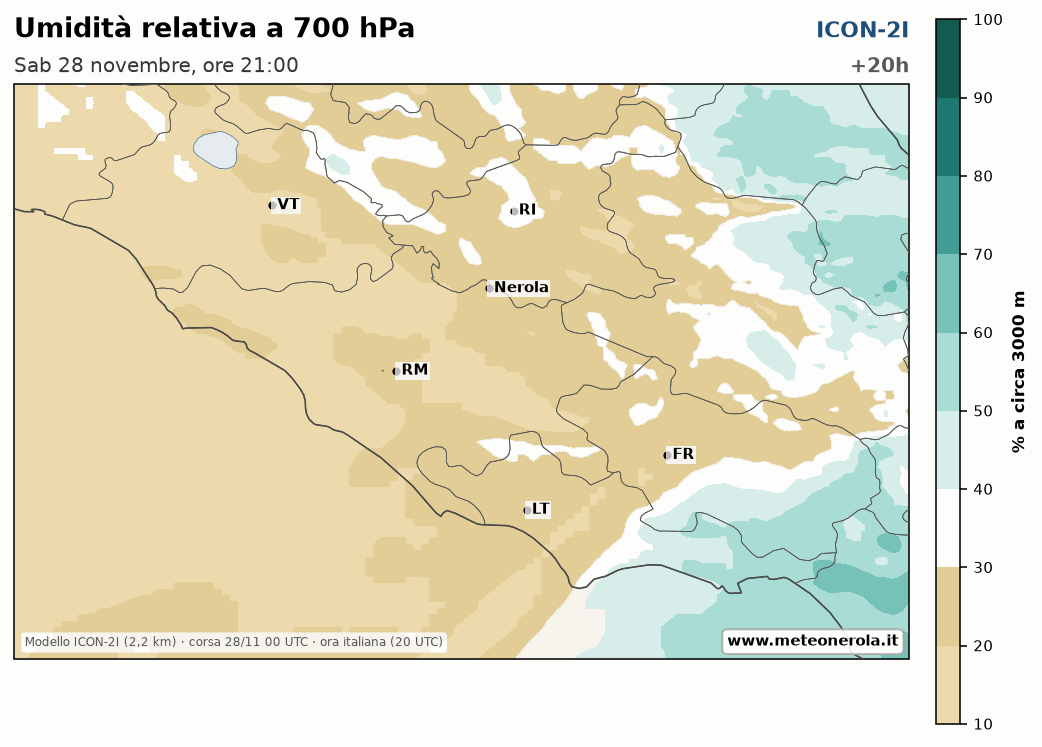 Umidità relativa a 700 hPa
ICON-2I
Sab 28 novembre, ore 21:00
+20h
100
90
80
70
60
50
40
30
20
10
% a circa 3000 m
VT
RI
Nerola
RM
FR
LT
Modello ICON-2I (2,2 km) · corsa 28/11 00 UTC · ora italiana (20 UTC)
www.meteonerola.it